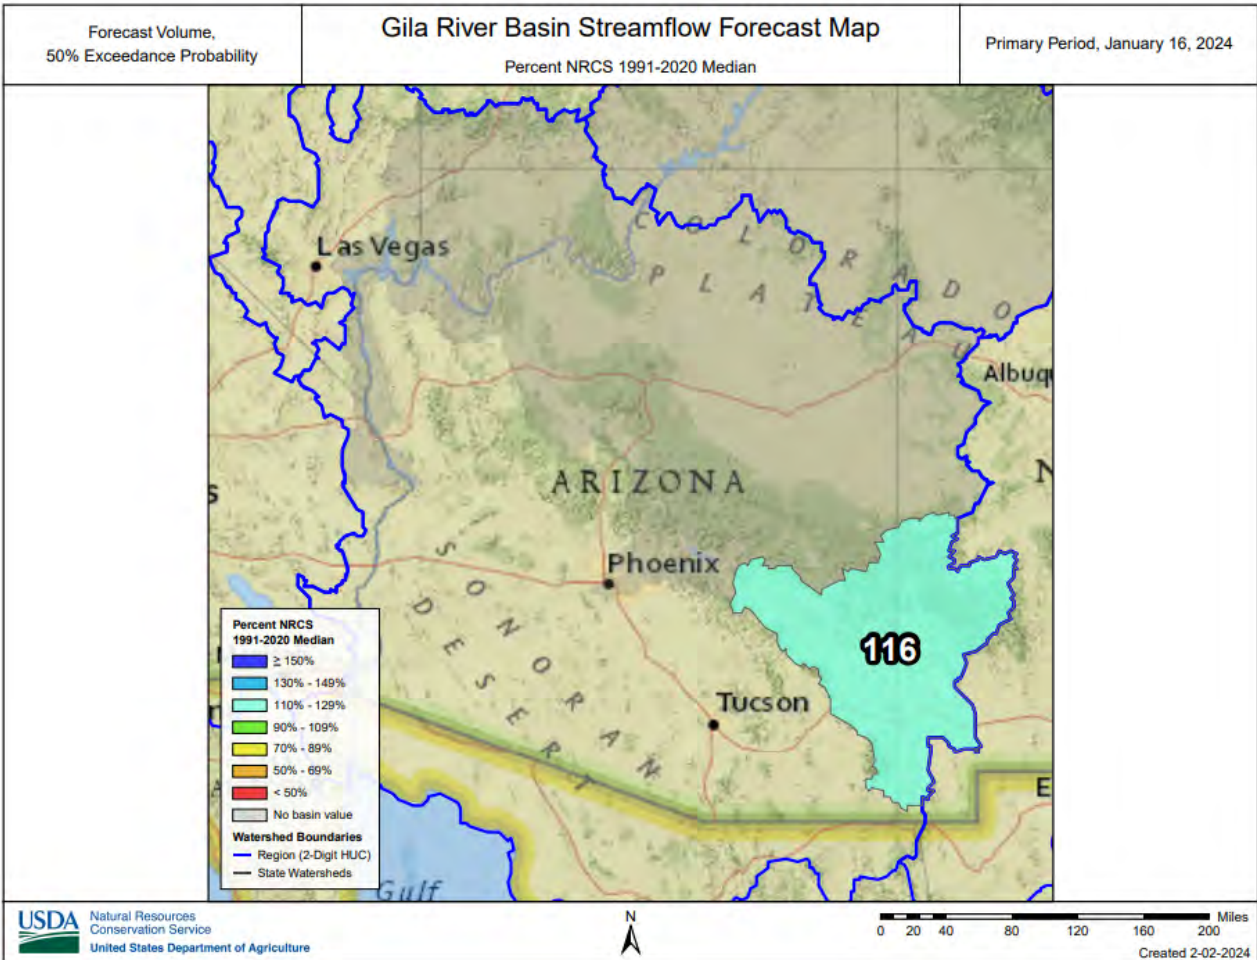 Forecast Volume,
50% Exceedance Probability
Gila River Basin Streamflow Forecast Map
Percent NRCS 1991-2020 Median
Primary Period, January 16, 2024
COLORADO
PLATEAU
Las Vegas
Albuq
ARIZONA
N
s
Phoenix
SONORAN
DESERT
116
Tucson
E
Gulf
Percent NRCS
1991-2020 Median
≥ 150%
130% - 149%
110% - 129%
90% - 109%
70% - 89%
50% - 69%
< 50%
No basin value
Watershed Boundaries
Region (2-Digit HUC)
State Watersheds
USDA
Natural Resources
Conservation Service
United States Department of Agriculture
N
0 20 40 80 120 160 200
Miles
Created 2-02-2024